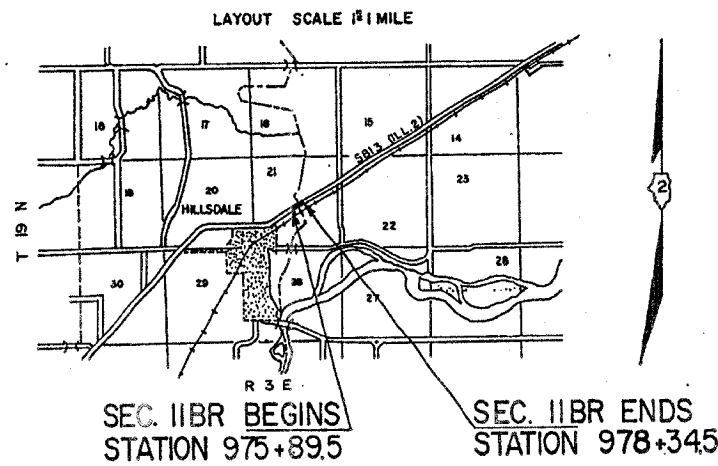 LAYOUT SCALE 1"=1 MILE
18 17 16 15 14
SBI 3 (ILL. 2)
19 20 21 22 23
HILLSDALE
T 19 N
2
30 29 28 27 26
R 3 E
SEC. 11BR BEGINS
STATION 975+89.5
SEC. 11BR ENDS
STATION 978+34.5